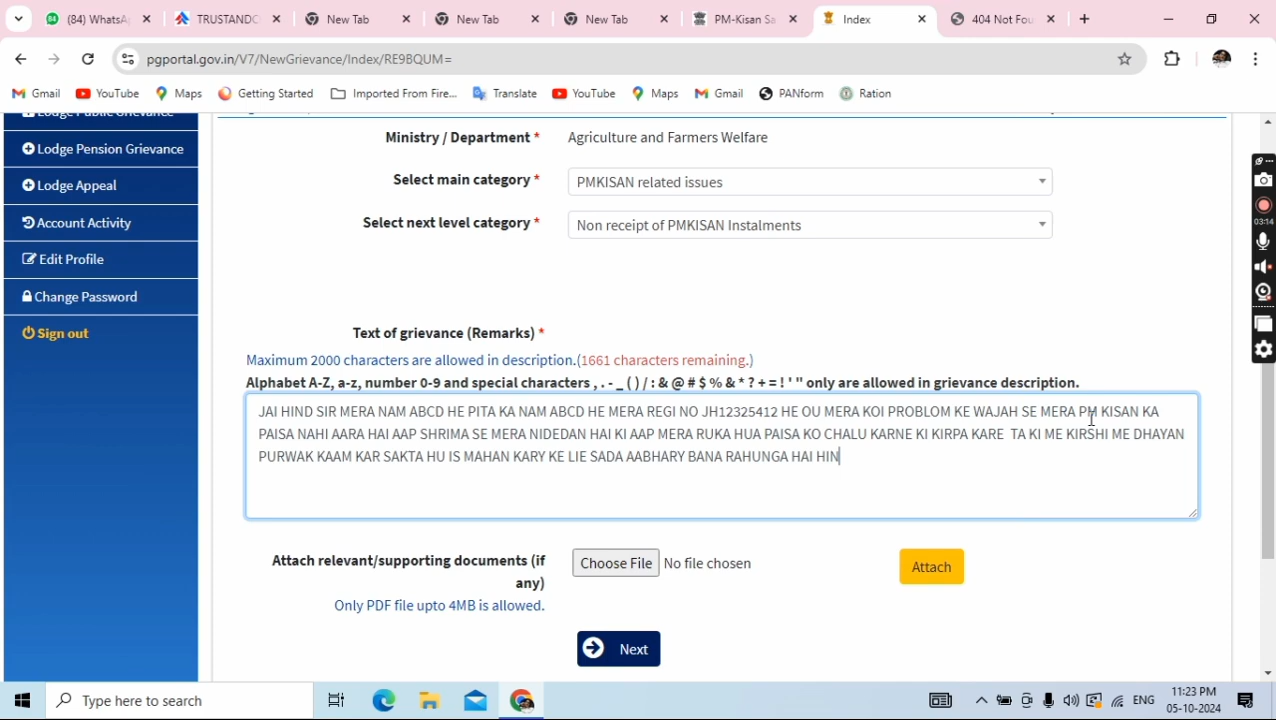 (84) WhatsA
TRUSTANDC
New Tab
New Tab
New Tab
PM-Kisan Sa
Index
404 Not Fou
pgportal.gov.in/V7/NewGrievance/Index/RE9BQUM=
Gmail
YouTube
Maps
Getting Started
Imported From Fire...
Translate
YouTube
Maps
Gmail
PANform
Ration
Lodge Public Grievance
Lodge Pension Grievance
Lodge Appeal
Account Activity
Edit Profile
Change Password
Sign out
Ministry / Department * Agriculture and Farmers Welfare
Select main category * PMKISAN related issues
Select next level category * Non receipt of PMKISAN Instalments
Text of grievance (Remarks) *
Maximum 2000 characters are allowed in description.(1661 characters remaining.)
Alphabet A-Z, a-z, number 0-9 and special characters , . - _ ( ) / : & @ # $ % & * ? + = ! ' " only are allowed in grievance description.
JAI HIND SIR MERA NAM ABCD HE PITA KA NAM ABCD HE MERA REGI NO JH12325412 HE OU MERA KOI PROBLOM KE WAJAH SE MERA PM KISAN KA
PAISA NAHI AARA HAI AAP SHRIMA SE MERA NIDEDAN HAI KI AAP MERA RUKA HUA PAISA KO CHALU KARNE KI KIRPA KARE TA KI ME KIRSHI ME DHAYAN
PURWAK KAAM KAR SAKTA HU IS MAHAN KARY KE LIE SADA AABHARY BANA RAHUNGA HAI HIN
Attach relevant/supporting documents (if
any)
Choose File No file chosen
Attach
Only PDF file upto 4MB is allowed.
Next
03:14
Type here to search
ENG
11:23 PM
05-10-2024